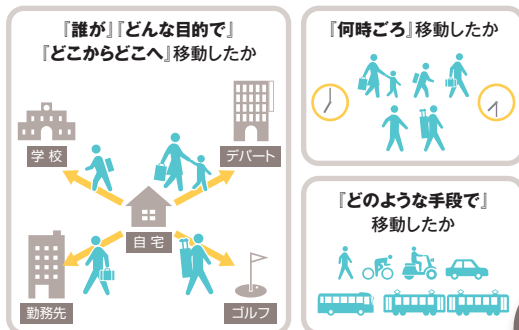 『誰が』『どんな目的で』
『どこからどこへ』移動したか
学校
デパート
自宅
勤務先
ゴルフ
『何時ごろ』移動したか
『どのような手段で』
移動したか